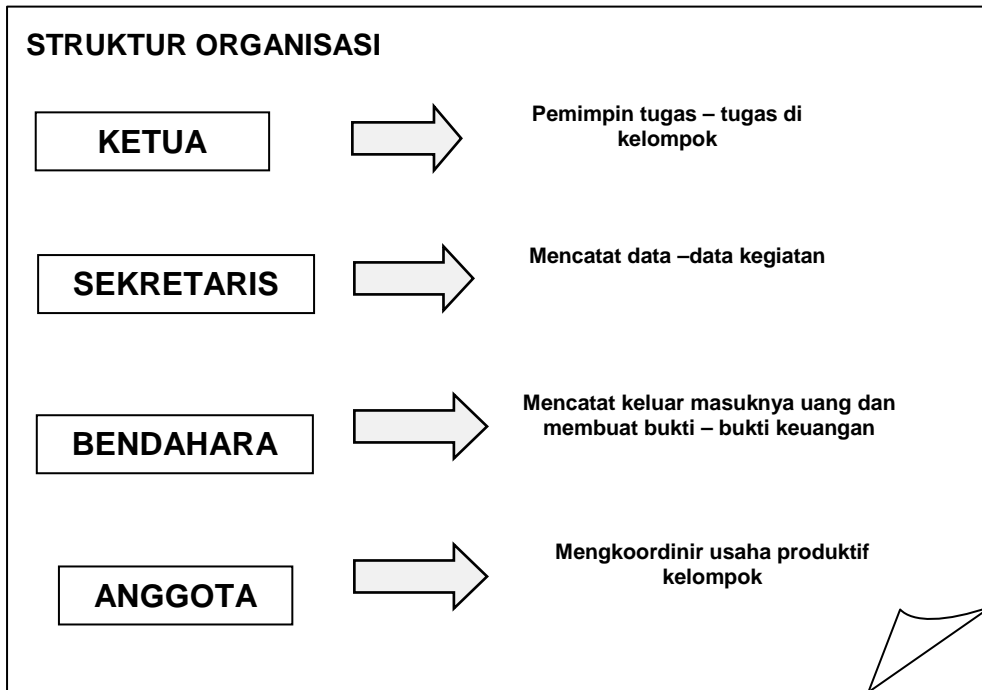 STRUKTUR ORGANISASI
KETUA
Pemimpin tugas – tugas di
kelompok
SEKRETARIS
Mencatat data –data kegiatan
BENDAHARA
Mencatat keluar masuknya uang dan
membuat bukti – bukti keuangan
ANGGOTA
Mengkoordinir usaha produktif
kelompok